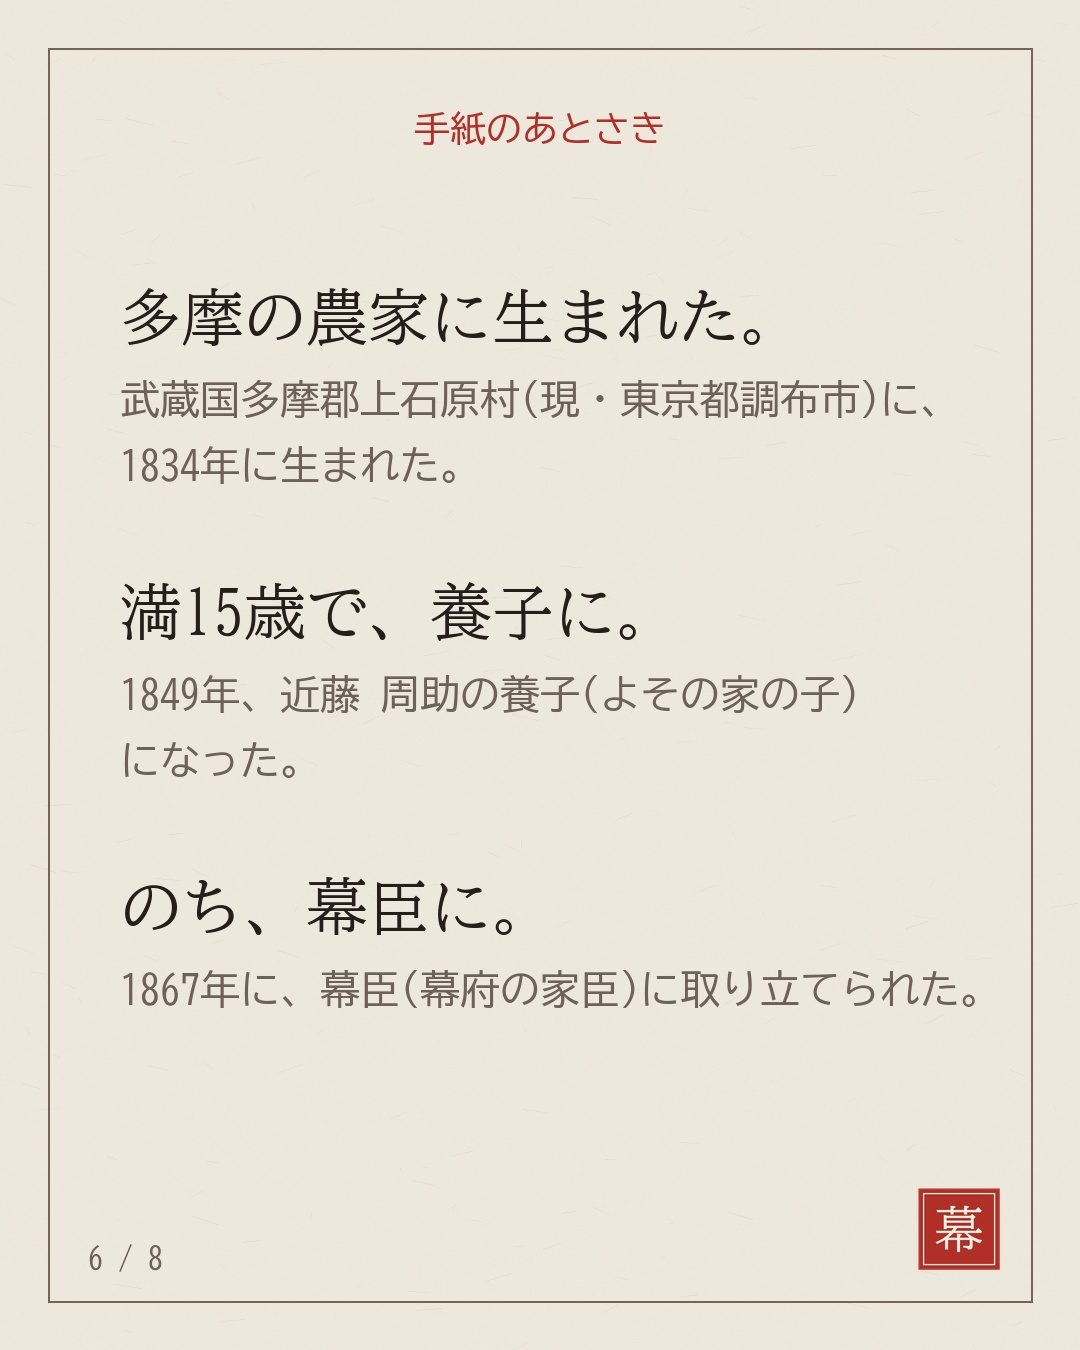 手紙のあとさき
多摩の農家に生まれた。
武蔵国多摩郡上石原村(現・東京都調布市)に、
1834年に生まれた。
満15歳で、養子に。
1849年、近藤 周助の養子(よその家の子)
になった。
のち、幕臣に。
1867年に、幕臣(幕府の家臣)に取り立てられた。
幕
6 / 8